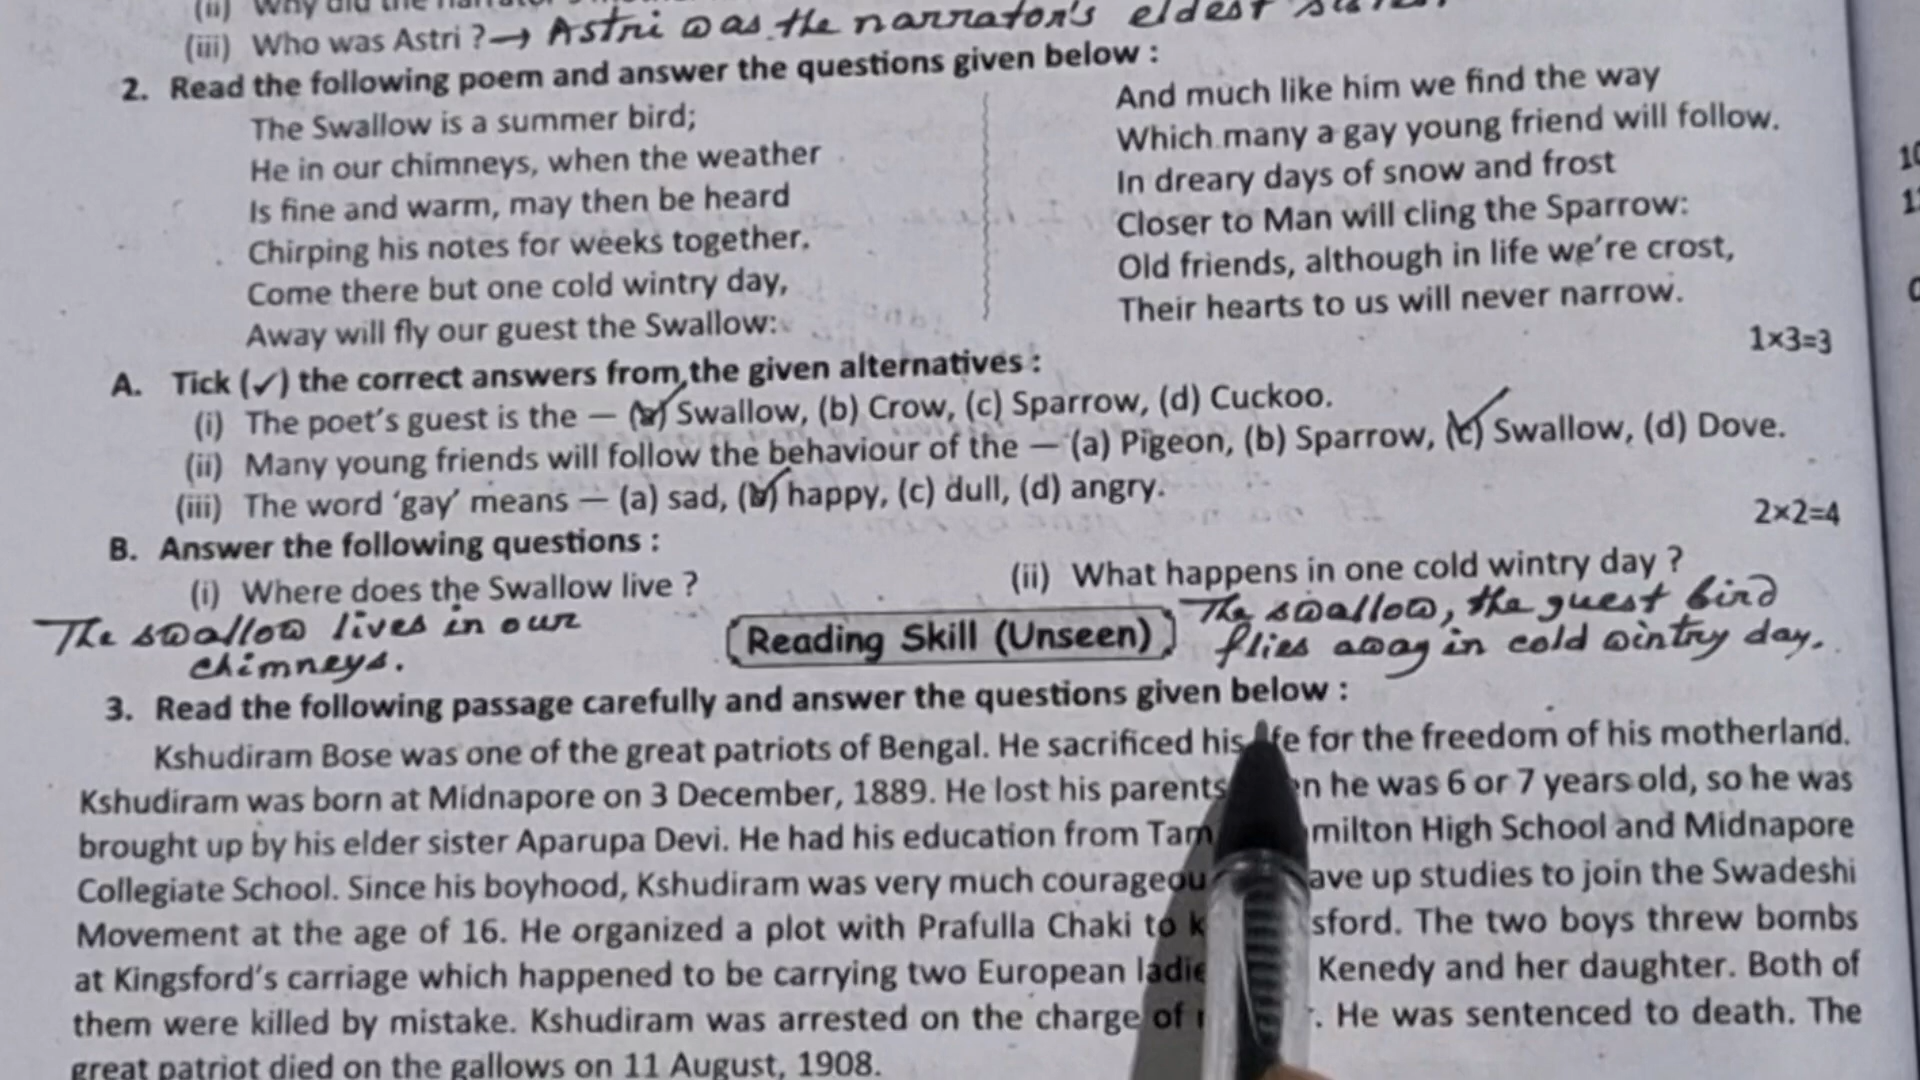 (ii) Why did the
(iii) Who was Astri ? → Astri was the narrator's eldest
2. Read the following poem and answer the questions given below :
The Swallow is a summer bird;
He in our chimneys, when the weather
Is fine and warm, may then be heard
Chirping his notes for weeks together.
Come there but one cold wintry day,
Away will fly our guest the Swallow:
And much like him we find the way
Which many a gay young friend will follow.
In dreary days of snow and frost
Closer to Man will cling the Sparrow:
Old friends, although in life we're crost,
Their hearts to us will never narrow.
A. Tick (✓) the correct answers from the given alternatives : 1×3=3
(i) The poet's guest is the — (a) Swallow, (b) Crow, (c) Sparrow, (d) Cuckoo.
(ii) Many young friends will follow the behaviour of the — (a) Pigeon, (b) Sparrow, (c) Swallow, (d) Dove.
(iii) The word 'gay' means — (a) sad, (b) happy, (c) dull, (d) angry.
B. Answer the following questions : 2×2=4
(i) Where does the Swallow live ?
The swallow lives in our
chimneys.
(ii) What happens in one cold wintry day ?
The swallow, the guest bird
flies away in cold wintry day.
Reading Skill (Unseen)
3. Read the following passage carefully and answer the questions given below :
Kshudiram Bose was one of the great patriots of Bengal. He sacrificed his life for the freedom of his motherland.
Kshudiram was born at Midnapore on 3 December, 1889. He lost his parents he was 6 or 7 years old, so he was
brought up by his elder sister Aparupa Devi. He had his education from Tam milton High School and Midnapore
Collegiate School. Since his boyhood, Kshudiram was very much courageou ave up studies to join the Swadeshi
Movement at the age of 16. He organized a plot with Prafulla Chaki to k sford. The two boys threw bombs
at Kingsford's carriage which happened to be carrying two European ladie Kenedy and her daughter. Both of
them were killed by mistake. Kshudiram was arrested on the charge of . He was sentenced to death. The
great patriot died on the gallows on 11 August, 1908.